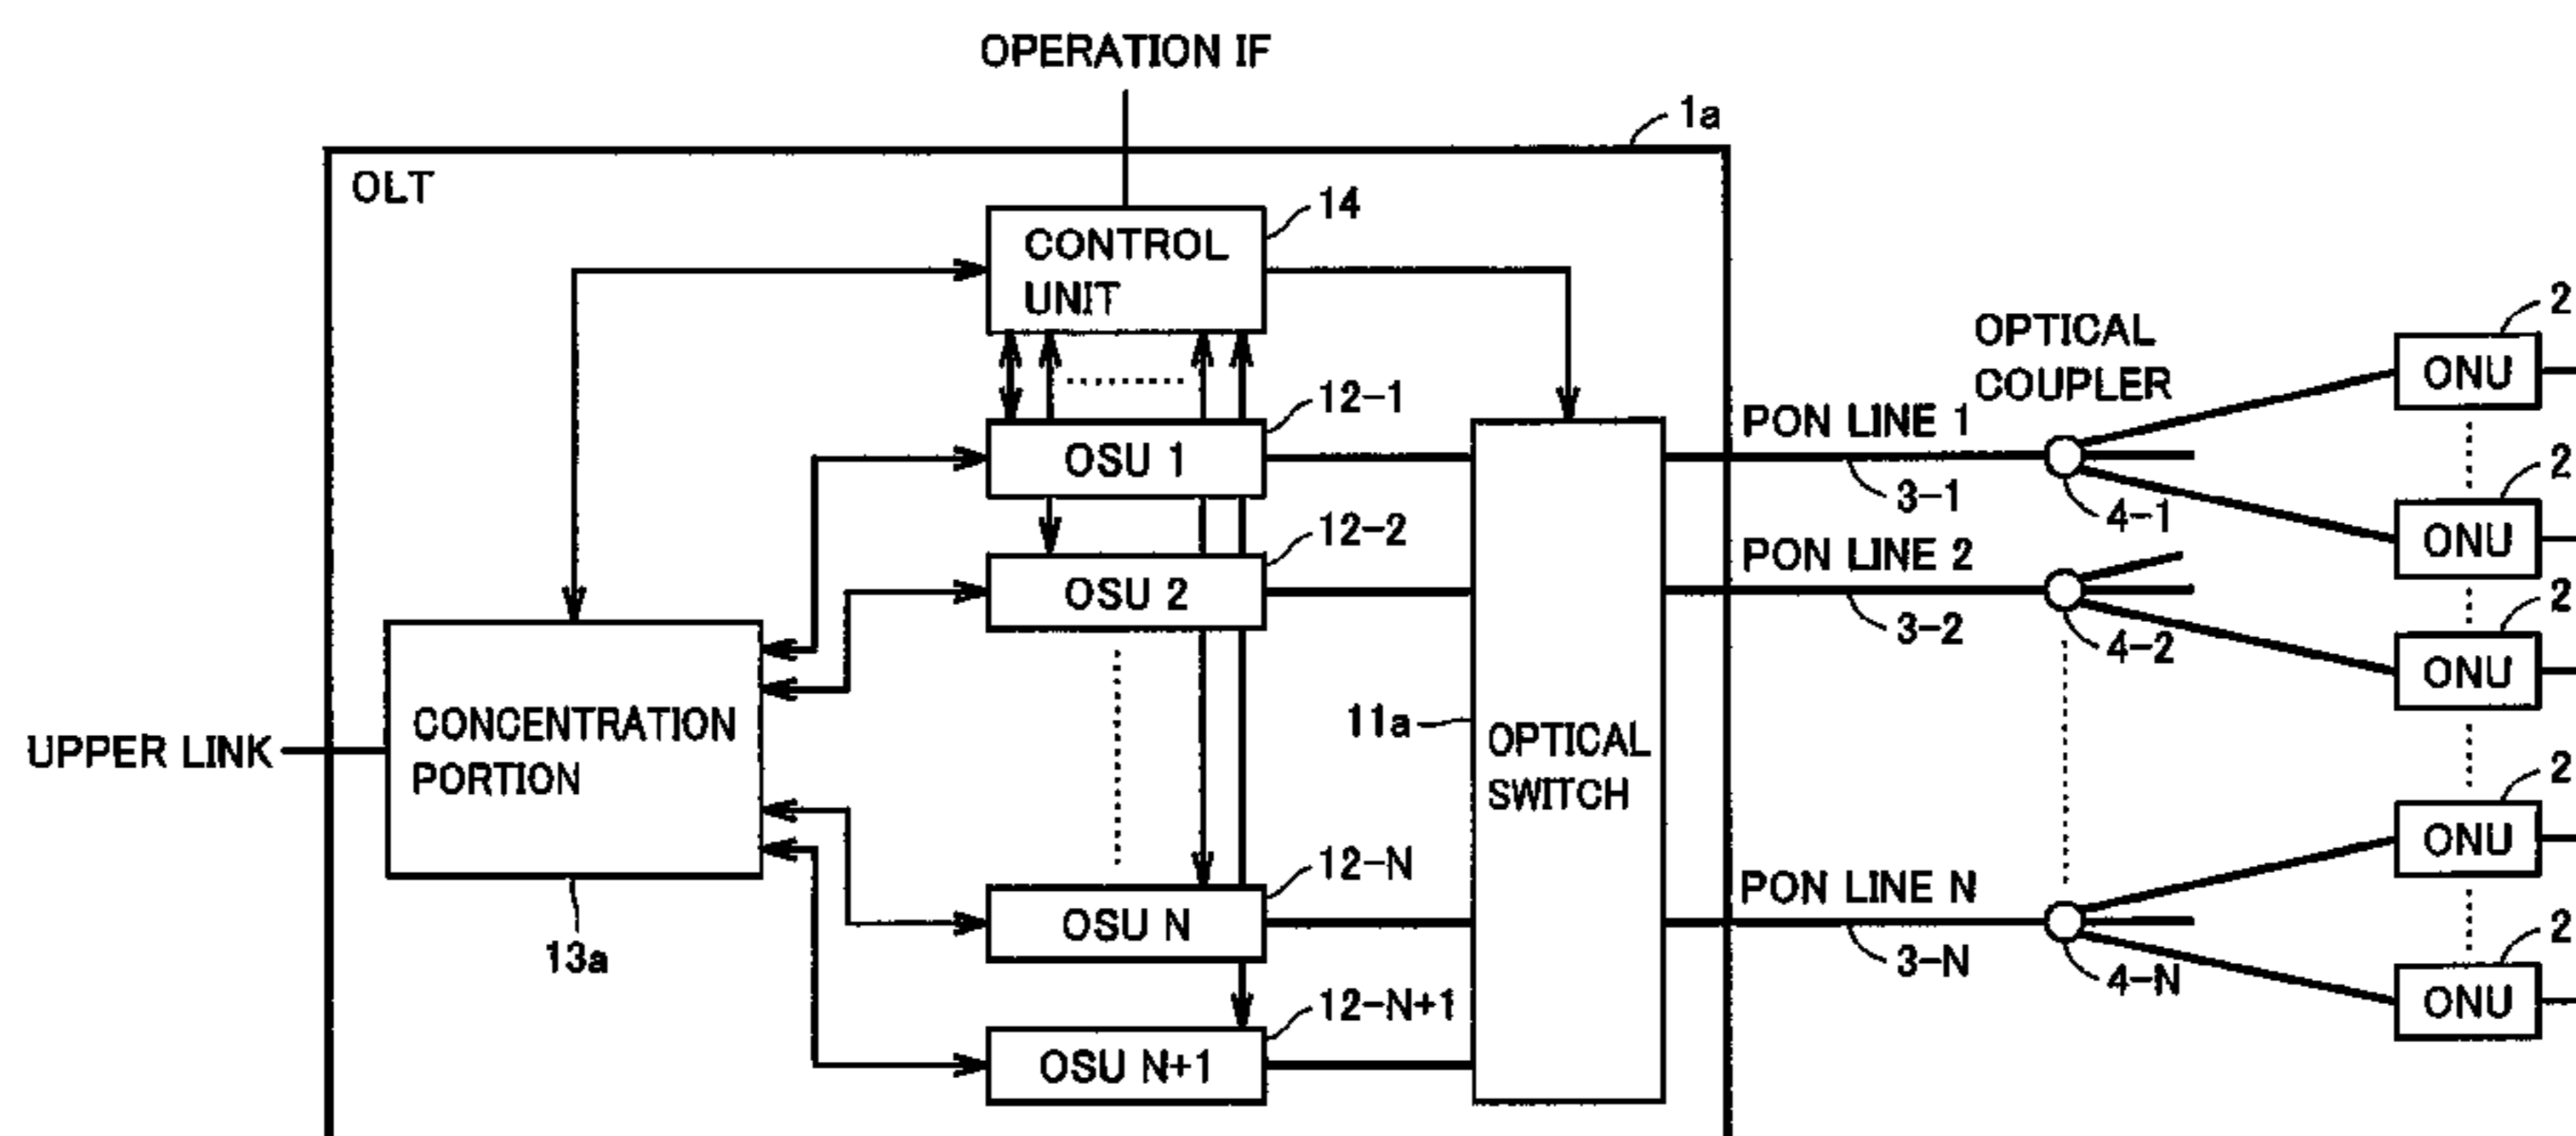 OPERATION IF
1a
OLT
14
CONTROL
UNIT
OPTICAL
COUPLER
2
ONU
12-1
OSU 1
PON LINE 1
3-1
4-1
2
ONU
12-2
OSU 2
PON LINE 2
3-2
4-2
2
ONU
UPPER LINK
CONCENTRATION
PORTION
13a
11a
OPTICAL
SWITCH
2
ONU
12-N
OSU N
PON LINE N
3-N
4-N
2
ONU
12-N+1
OSU N+1